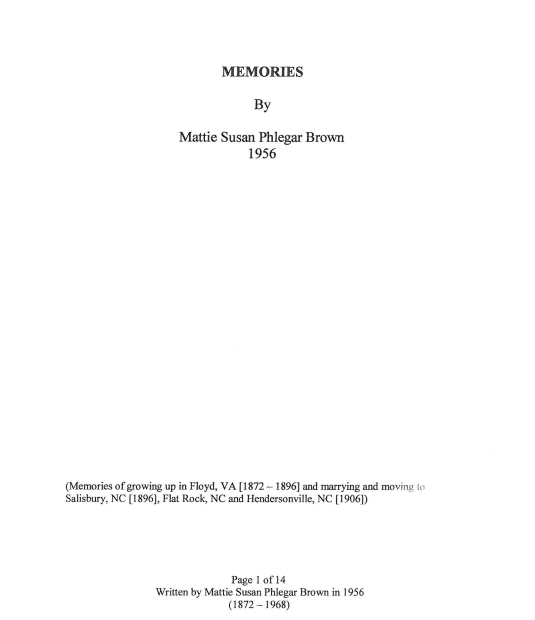 MEMORIES
By
Mattie Susan Phlegar Brown
1956
(Memories of growing up in Floyd, VA [1872 – 1896] and marrying and moving to
Salisbury, NC [1896], Flat Rock, NC and Hendersonville, NC [1906])
Page 1 of 14
Written by Mattie Susan Phlegar Brown in 1956
(1872 – 1968)